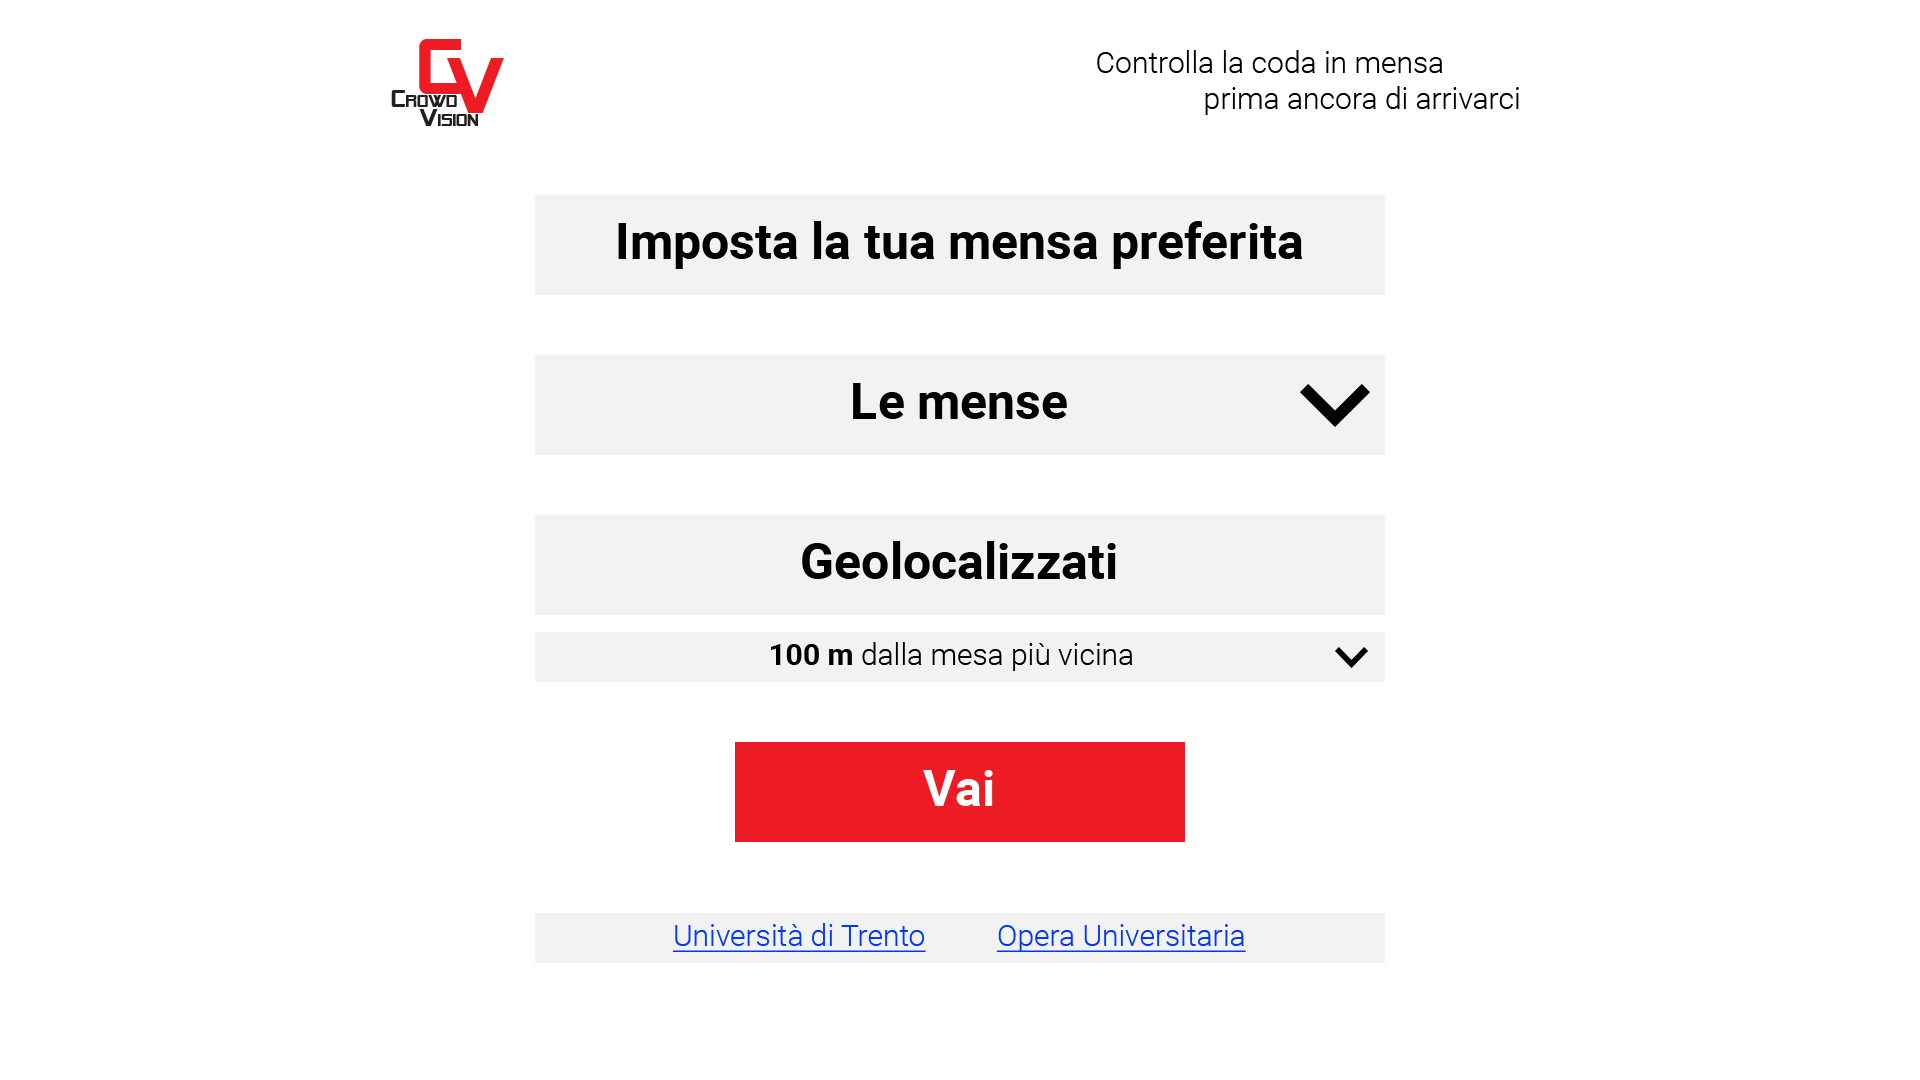 CV
Crowd
Vision
Controlla la coda in mensa
prima ancora di arrivarci
Imposta la tua mensa preferita
Le mense
Geolocalizzati
100 m dalla mesa più vicina
Vai
Università di Trento Opera Universitaria